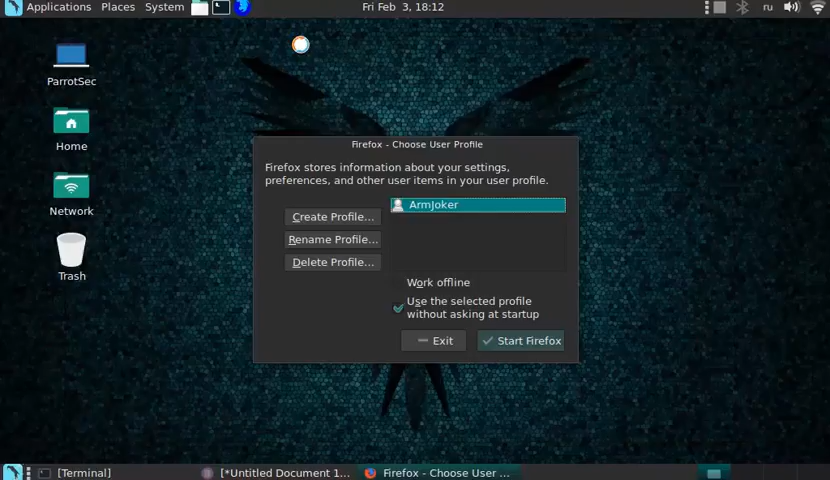 Applications Places System Fri Feb 3, 18:12 ru
ParrotSec
Home
Network
Trash
Firefox - Choose User Profile
Firefox stores information about your settings,
preferences, and other user items in your user profile.
ArmJoker
Create Profile...
Rename Profile...
Delete Profile...
Work offline
Use the selected profile
without asking at startup
Exit Start Firefox
[Terminal] [*Untitled Document 1... Firefox - Choose User ...